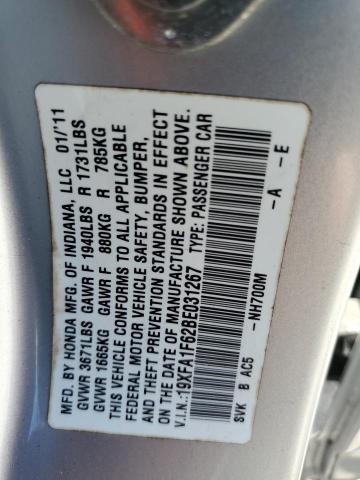 MFD. BY HONDA MFG. OF INDIANA, LLC 01/'11
GVWR 3671LBS GAWR F 1940LBS R 1731LBS
GVWR 1665KG GAWR F 880KG R 785KG
THIS VEHICLE CONFORMS TO ALL APPLICABLE
FEDERAL MOTOR VEHICLE SAFETY, BUMPER,
AND THEFT PREVENTION STANDARDS IN EFFECT
ON THE DATE OF MANUFACTURE SHOWN ABOVE.
V.I.N.:19XFA1F62BE031267 TYPE: PASSENGER CAR
-NH700M -A -E
SVK B AC5